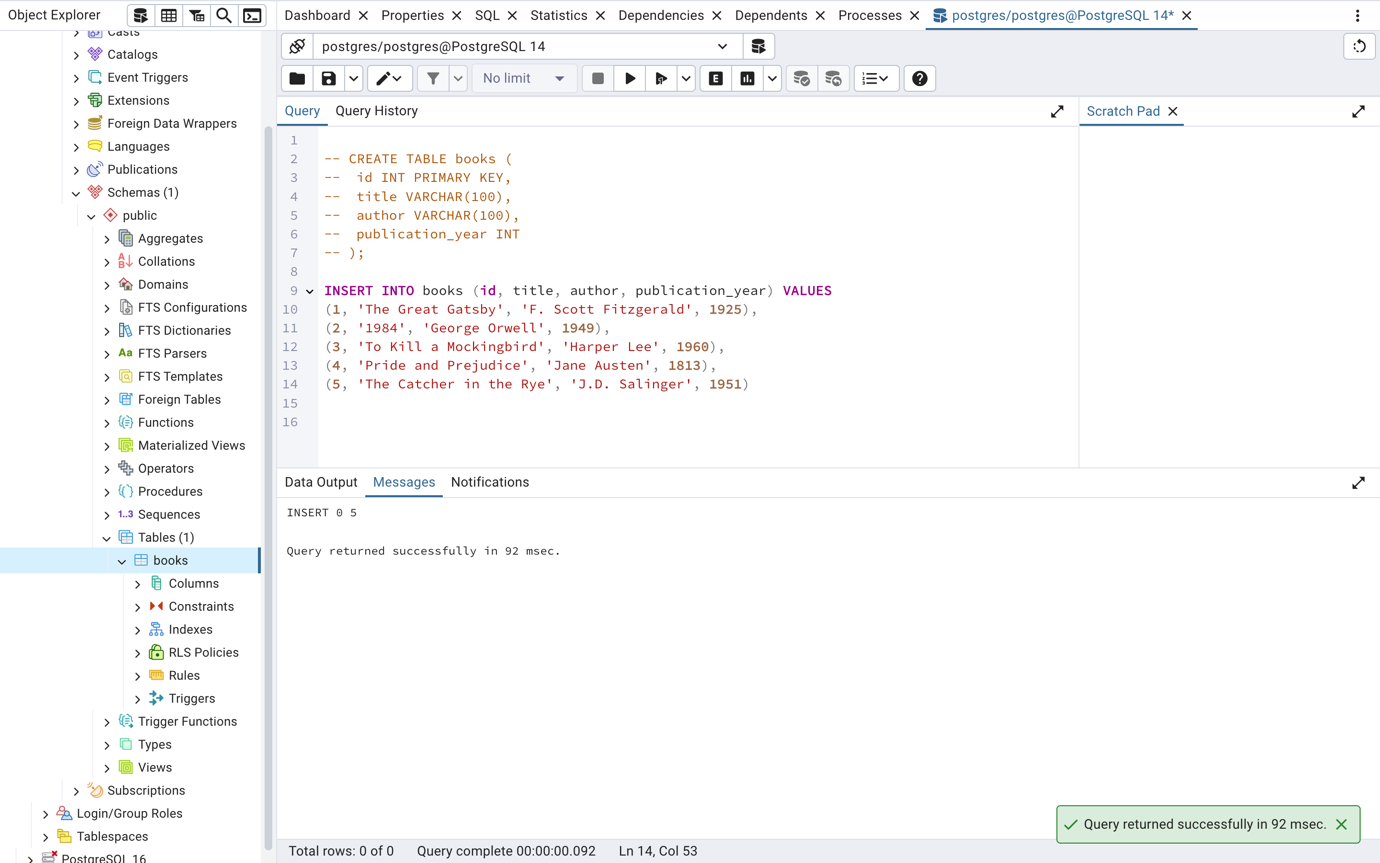 Object Explorer
Dashboard
Properties
SQL
Statistics
Dependencies
Dependents
Processes
postgres/postgres@PostgreSQL 14*
Casts
Catalogs
Event Triggers
Extensions
Foreign Data Wrappers
Languages
Publications
Schemas (1)
public
Aggregates
Collations
Domains
FTS Configurations
FTS Dictionaries
Aa FTS Parsers
FTS Templates
Foreign Tables
Functions
Materialized Views
Operators
Procedures
1..3 Sequences
Tables (1)
books
Columns
Constraints
Indexes
RLS Policies
Rules
Triggers
Trigger Functions
Types
Views
Subscriptions
Login/Group Roles
Tablespaces
PostgreSQL 16
postgres/postgres@PostgreSQL 14
No limit
E
Query
Query History
Scratch Pad
1
2 -- CREATE TABLE books (
3 --  id INT PRIMARY KEY,
4 --  title VARCHAR(100),
5 --  author VARCHAR(100),
6 --  publication_year INT
7 -- );
8
9 INSERT INTO books (id, title, author, publication_year) VALUES
10 (1, 'The Great Gatsby', 'F. Scott Fitzgerald', 1925),
11 (2, '1984', 'George Orwell', 1949),
12 (3, 'To Kill a Mockingbird', 'Harper Lee', 1960),
13 (4, 'Pride and Prejudice', 'Jane Austen', 1813),
14 (5, 'The Catcher in the Rye', 'J.D. Salinger', 1951)
15
16
Data Output
Messages
Notifications
INSERT 0 5
Query returned successfully in 92 msec.
Query returned successfully in 92 msec.
Total rows: 0 of 0
Query complete 00:00:00.092
Ln 14, Col 53